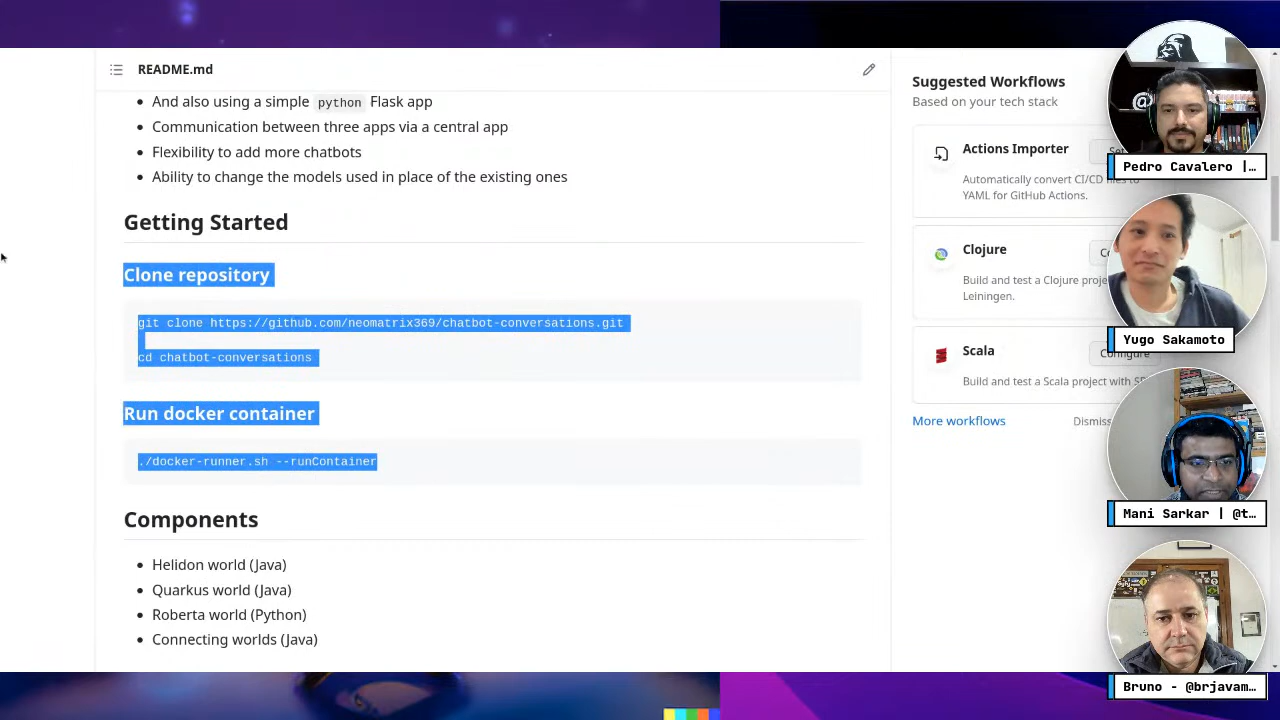 README.md
And also using a simple python Flask app
Communication between three apps via a central app
Flexibility to add more chatbots
Ability to change the models used in place of the existing ones
Getting Started
Clone repository
git clone https://github.com/neomatrix369/chatbot-conversations.git
cd chatbot-conversations
Run docker container
./docker-runner.sh --runContainer
Components
Helidon world (Java)
Quarkus world (Java)
Roberta world (Python)
Connecting worlds (Java)
Suggested Workflows
Based on your tech stack
Actions Importer
Automatically convert CI/CD files to
YAML for GitHub Actions.
Clojure
Build and test a Clojure proje
Leiningen.
Scala
Configure
Build and test a Scala project with S
More workflows
Dismiss
@
Pedro Cavalero |…
Yugo Sakamoto
Mani Sarkar | @t…
Bruno - @brjavam…